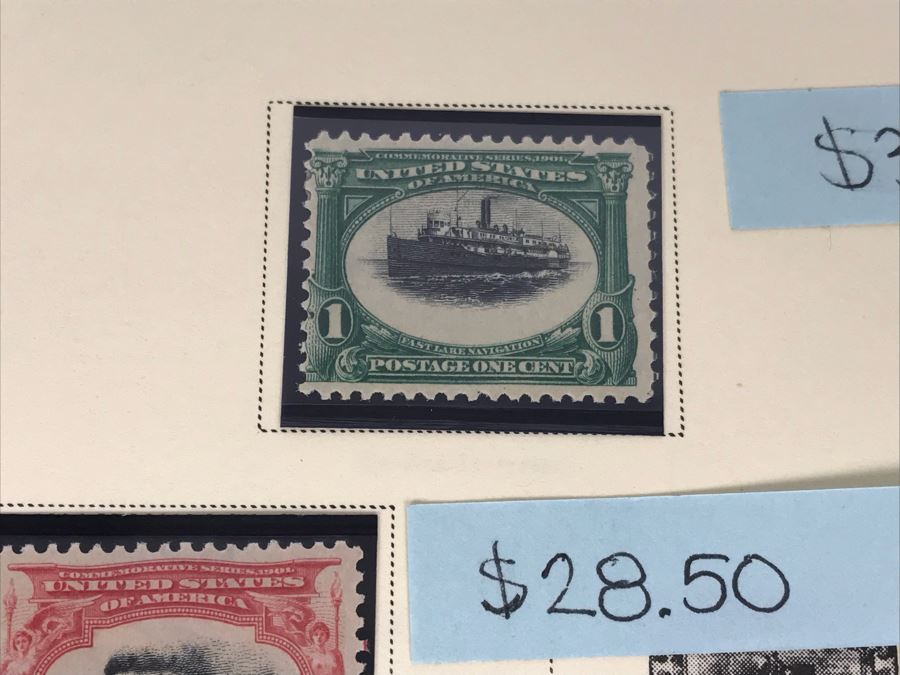 COMMEMORATIVE SERIES, 1901.
UNITED STATES
OF AMERICA
1 1
FAST LAKE NAVIGATION
POSTAGE ONE CENT
$3
$28.50
COMMEMORATIVE SERIES, 1901.
UNITED STATES
OF AMERICA